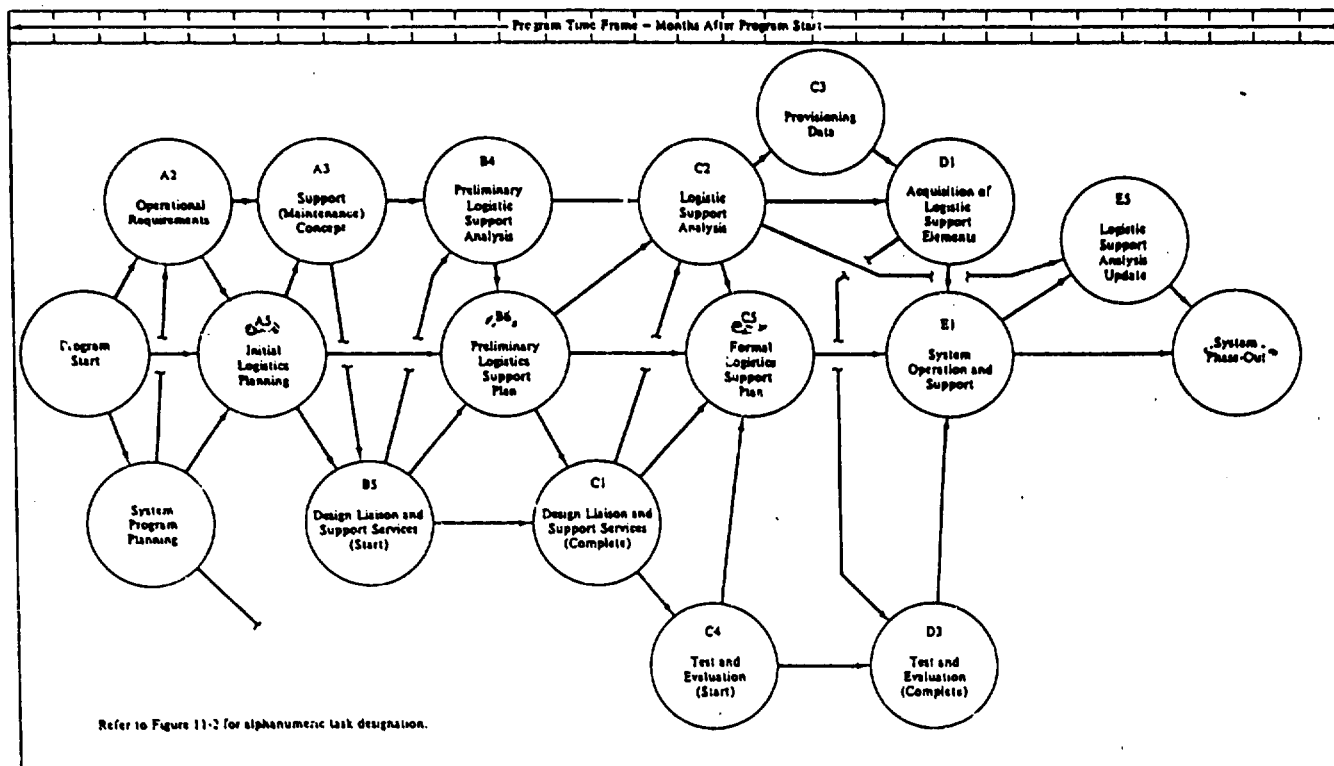 Program Time Frame – Months After Program Start
C3
Provisioning
Data
A2
Operational
Requirements
A3
Support
(Maintenance)
Concept
B4
Preliminary
Logistic
Support
Analysis
C2
Logistic
Support
Analysis
D1
Acquisition of
Logistic
Support
Elements
E5
Logistic
Support
Analysis
Update
Program
Start
A5
Initial
Logistics
Planning
B6
Preliminary
Logistics
Support
Plan
C5
Formal
Logistics
Support
Plan
E1
System
Operation and
Support
System
Phase-Out
System
Program
Planning
B5
Design Liaison and
Support Services
(Start)
C1
Design Liaison and
Support Services
(Complete)
C4
Test and
Evaluation
(Start)
D3
Test and
Evaluation
(Complete)
Refer to Figure 11-2 for alphanumeric task designation.